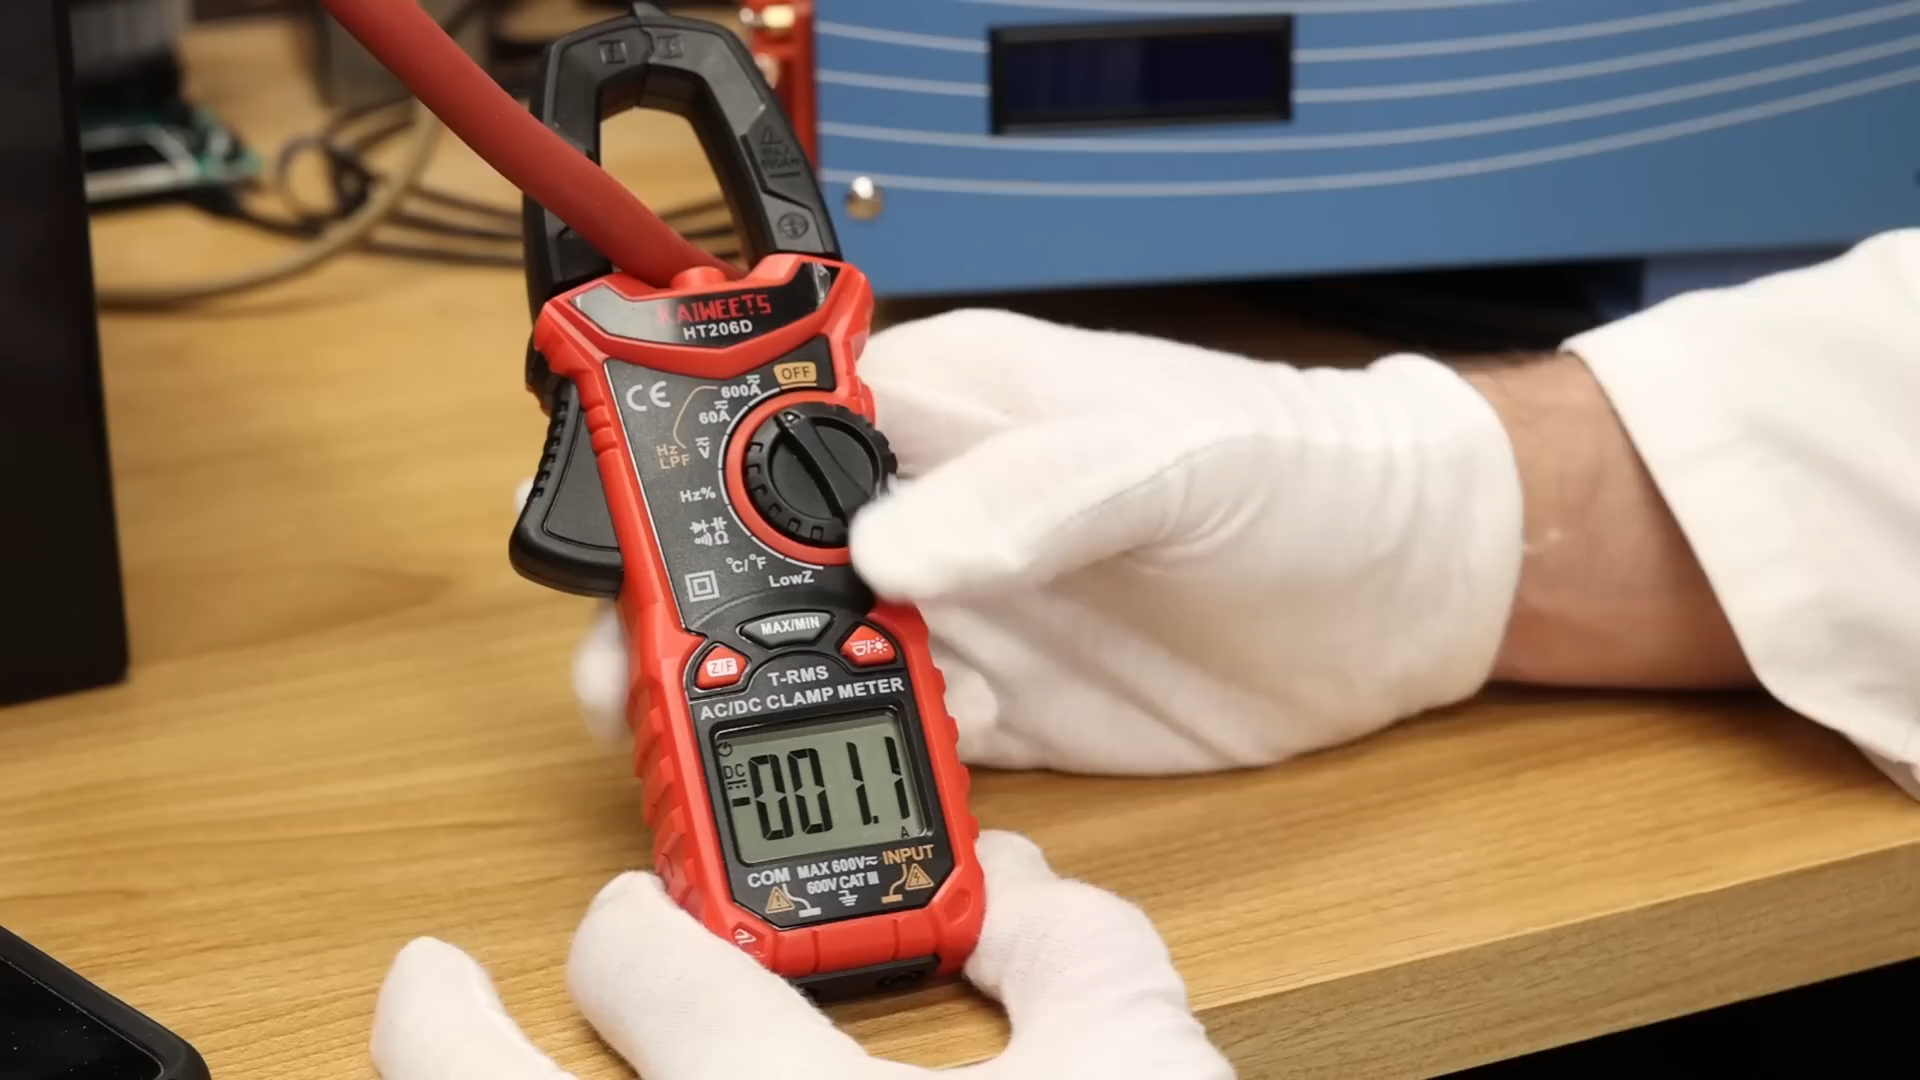 KAIWEETS
HT206D
OFF
CE
600A
60A
V
Hz
LPF
Hz%
Ω
°C/°F
LowZ
MAX/MIN
Z/F
T-RMS
AC/DC CLAMP METER
DC
-001.1
A
COM MAX 600V INPUT
600V CAT III